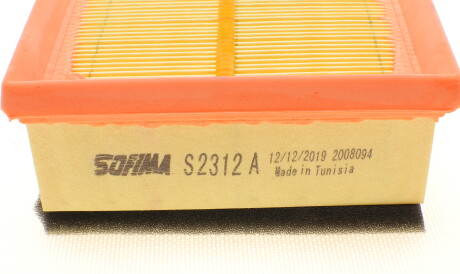 SOFIMA S2312 A 12/12/2019 2008094
Made in Tunisia